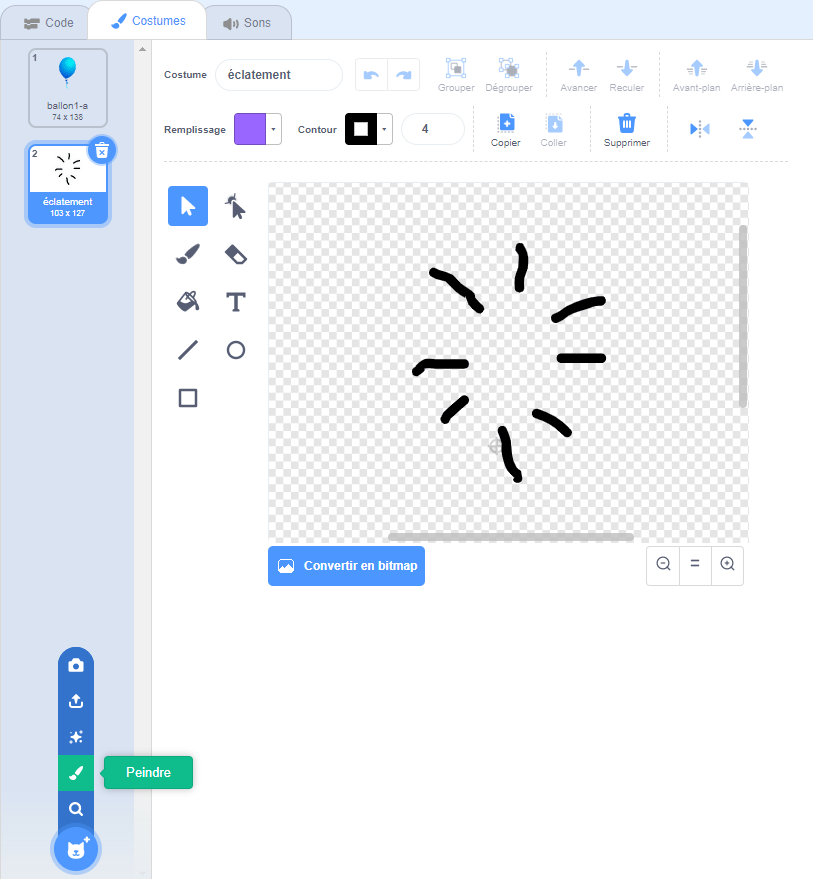 Code
Costumes
Sons
1
ballon1-a
74 x 138
2
éclatement
103 x 127
Costume
éclatement
Grouper
Dégrouper
Avancer
Reculer
Avant-plan
Arrière-plan
Remplissage
Contour
4
Copier
Coller
Supprimer
T
Convertir en bitmap
=
Peindre